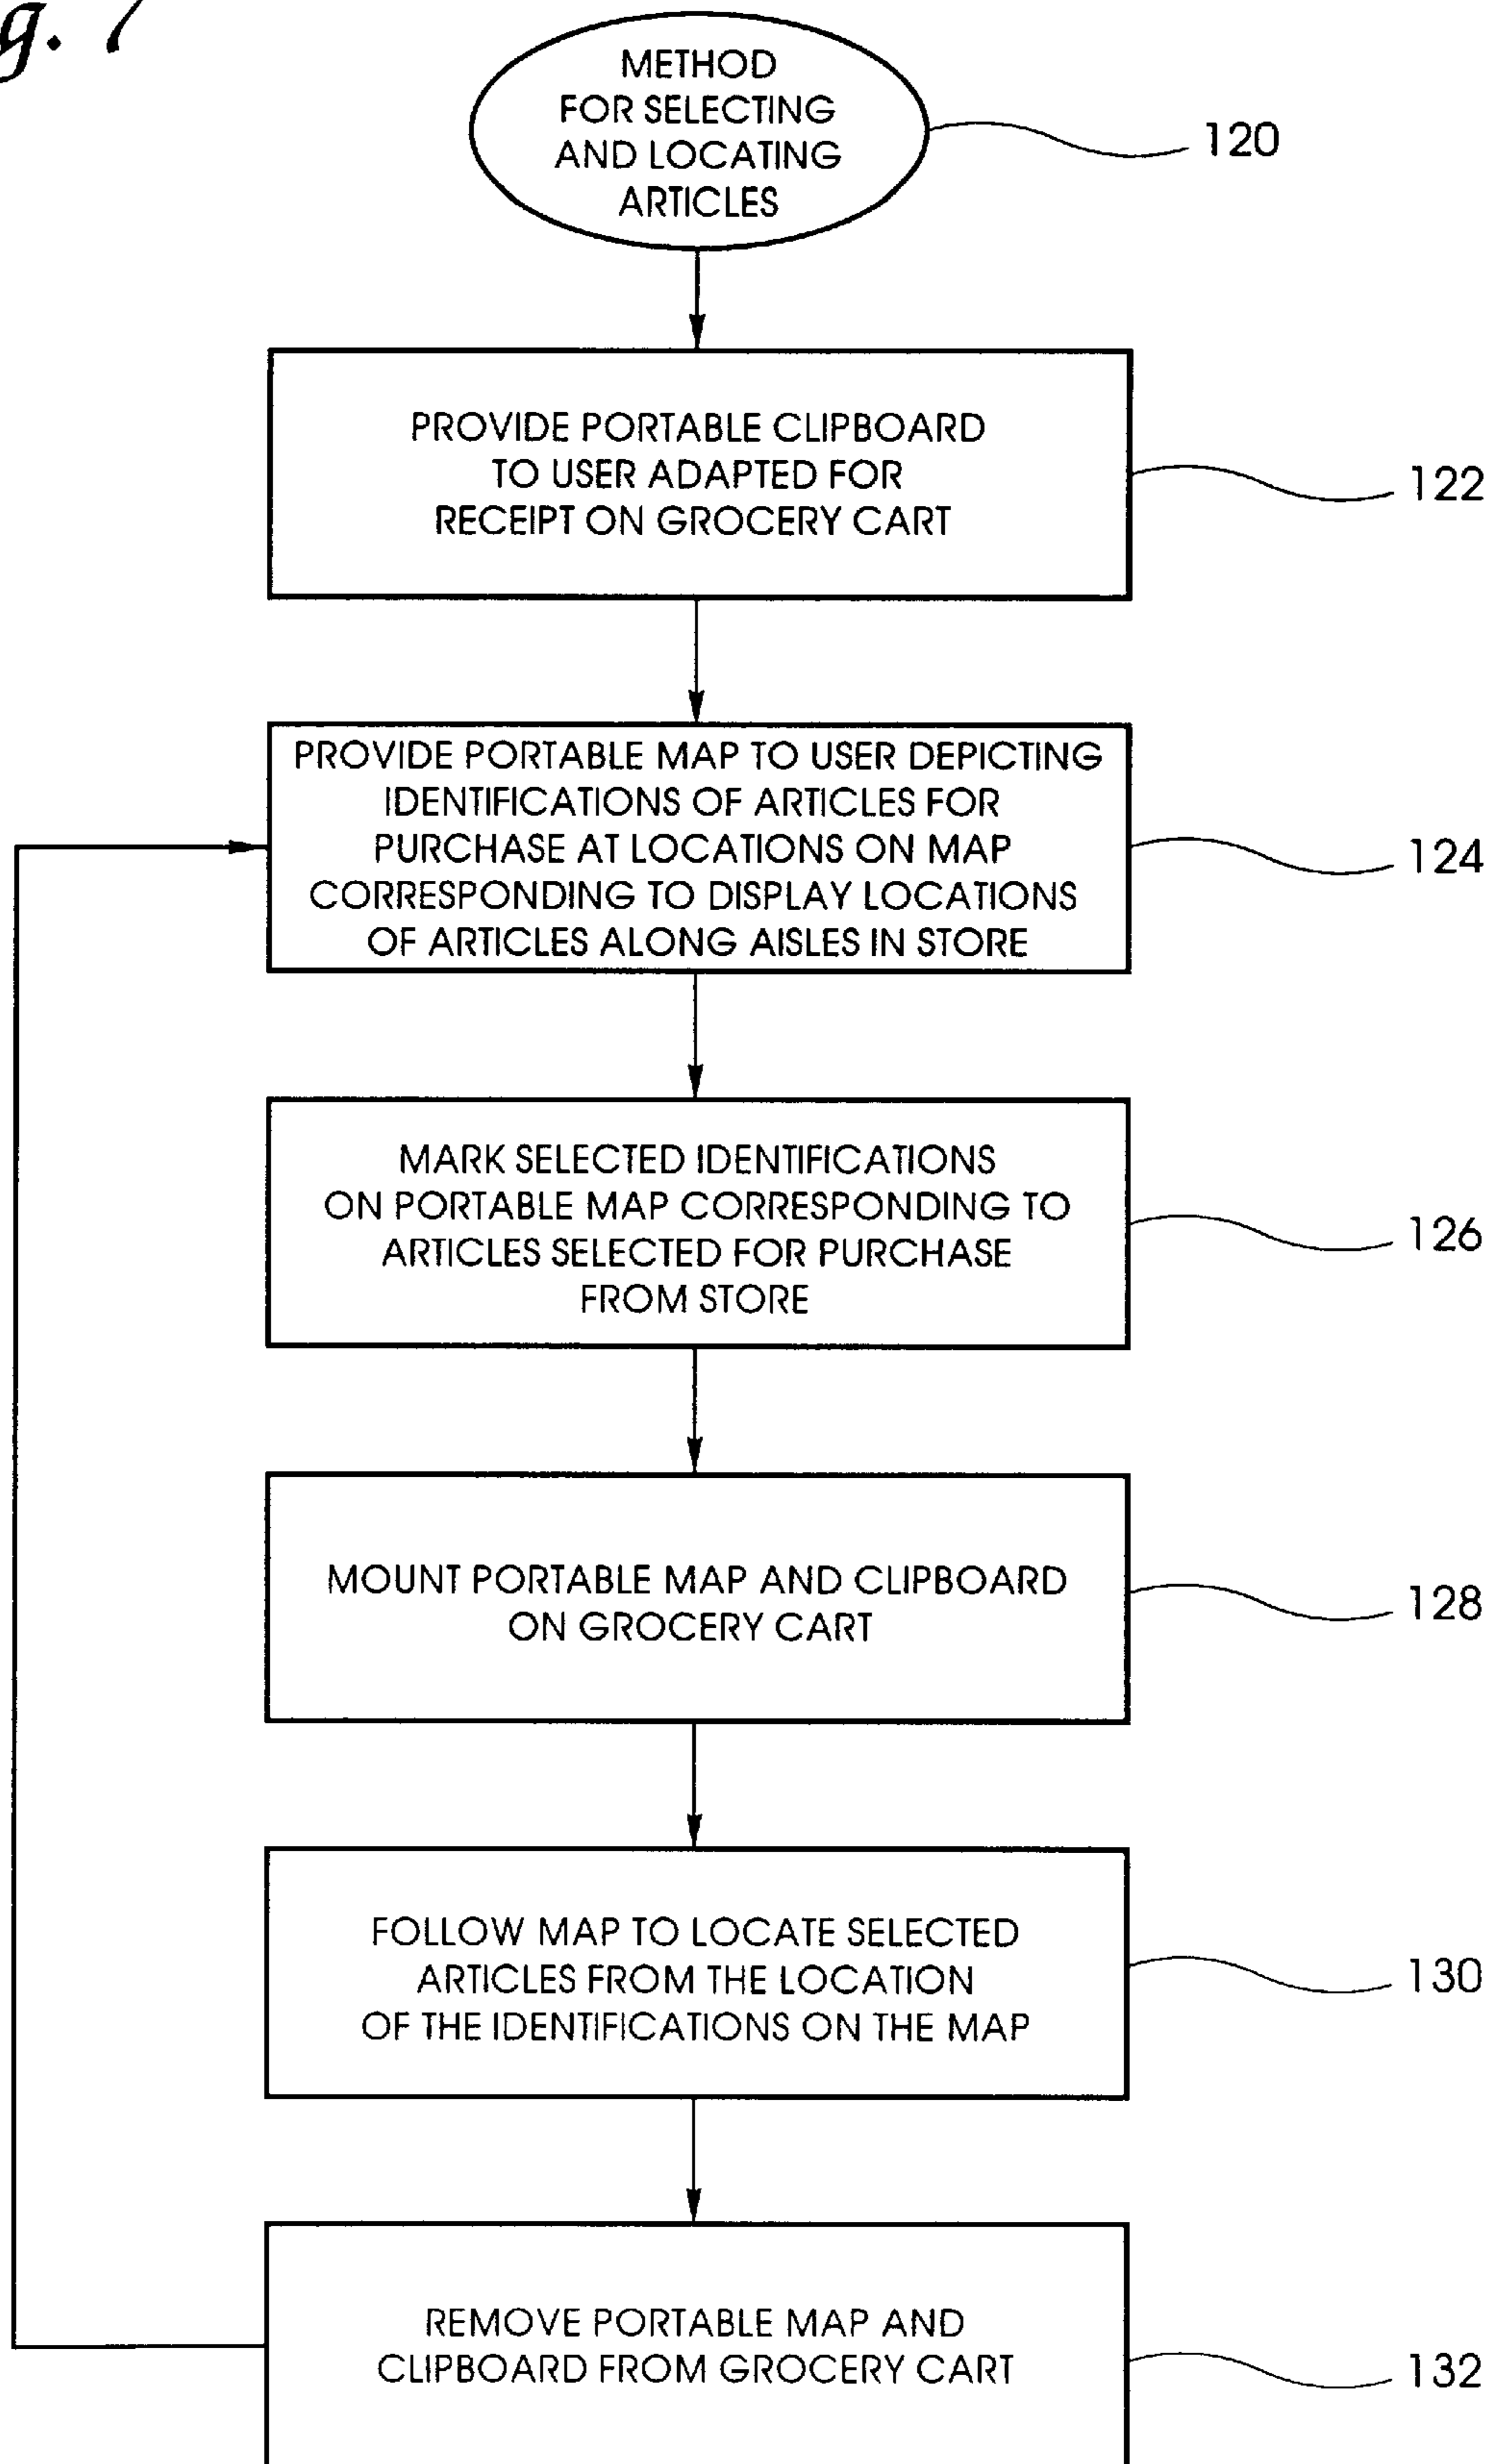 g. 7
METHOD
FOR SELECTING
AND LOCATING
ARTICLES
120
PROVIDE PORTABLE CLIPBOARD
TO USER ADAPTED FOR
RECEIPT ON GROCERY CART
122
PROVIDE PORTABLE MAP TO USER DEPICTING
IDENTIFICATIONS OF ARTICLES FOR
PURCHASE AT LOCATIONS ON MAP
CORRESPONDING TO DISPLAY LOCATIONS
OF ARTICLES ALONG AISLES IN STORE
124
MARK SELECTED IDENTIFICATIONS
ON PORTABLE MAP CORRESPONDING TO
ARTICLES SELECTED FOR PURCHASE
FROM STORE
126
MOUNT PORTABLE MAP AND CLIPBOARD
ON GROCERY CART
128
FOLLOW MAP TO LOCATE SELECTED
ARTICLES FROM THE LOCATION
OF THE IDENTIFICATIONS ON THE MAP
130
REMOVE PORTABLE MAP AND
CLIPBOARD FROM GROCERY CART
132